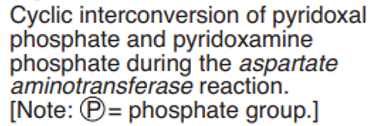 Cyclic interconversion of pyridoxal
phosphate and pyridoxamine
phosphate during the aspartate
aminotransferase reaction.
[Note: Ⓟ= phosphate group.]